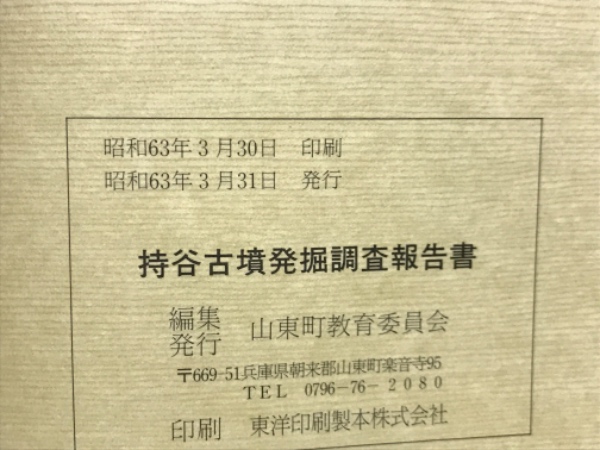 昭和63年3月30日 印刷
昭和63年3月31日 発行
持谷古墳発掘調査報告書
編集
発行 山東町教育委員会
〒669-51兵庫県朝来郡山東町楽音寺95
TEL 0796-76-2080
印刷 東洋印刷製本株式会社